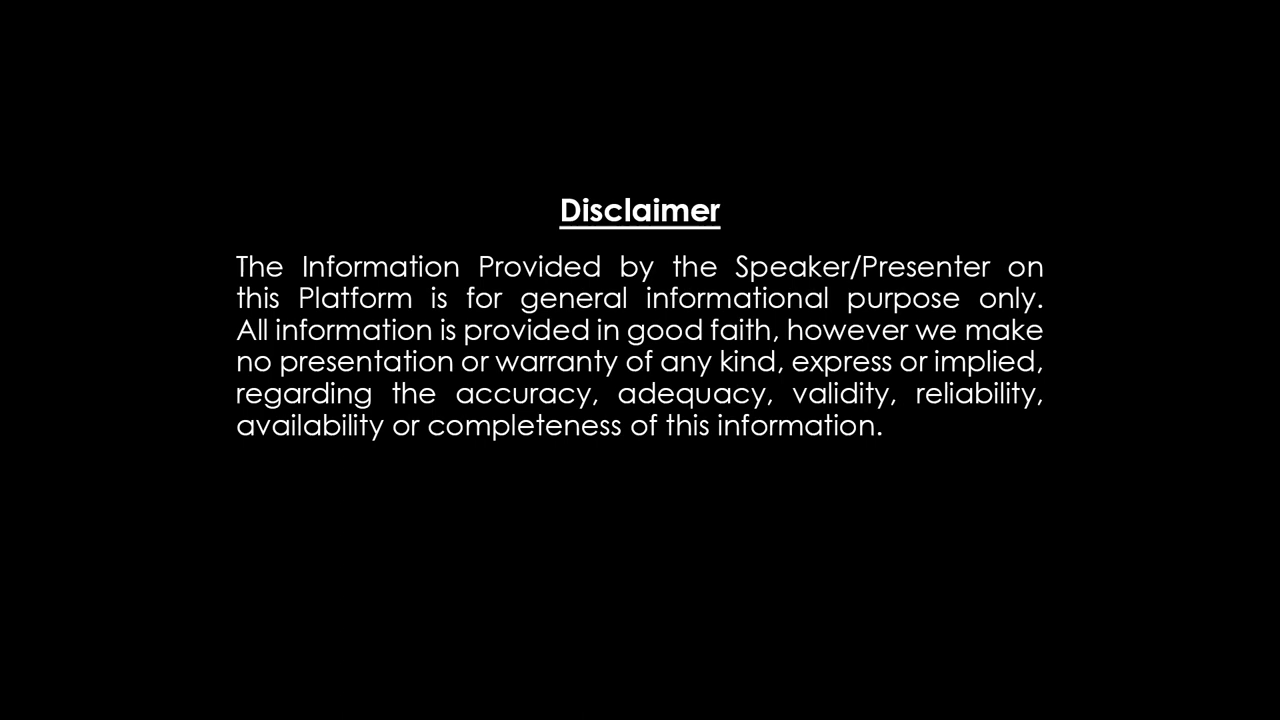 Disclaimer
The Information Provided by the Speaker/Presenter on
this Platform is for general informational purpose only.
All information is provided in good faith, however we make
no presentation or warranty of any kind, express or implied,
regarding the accuracy, adequacy, validity, reliability,
availability or completeness of this information.